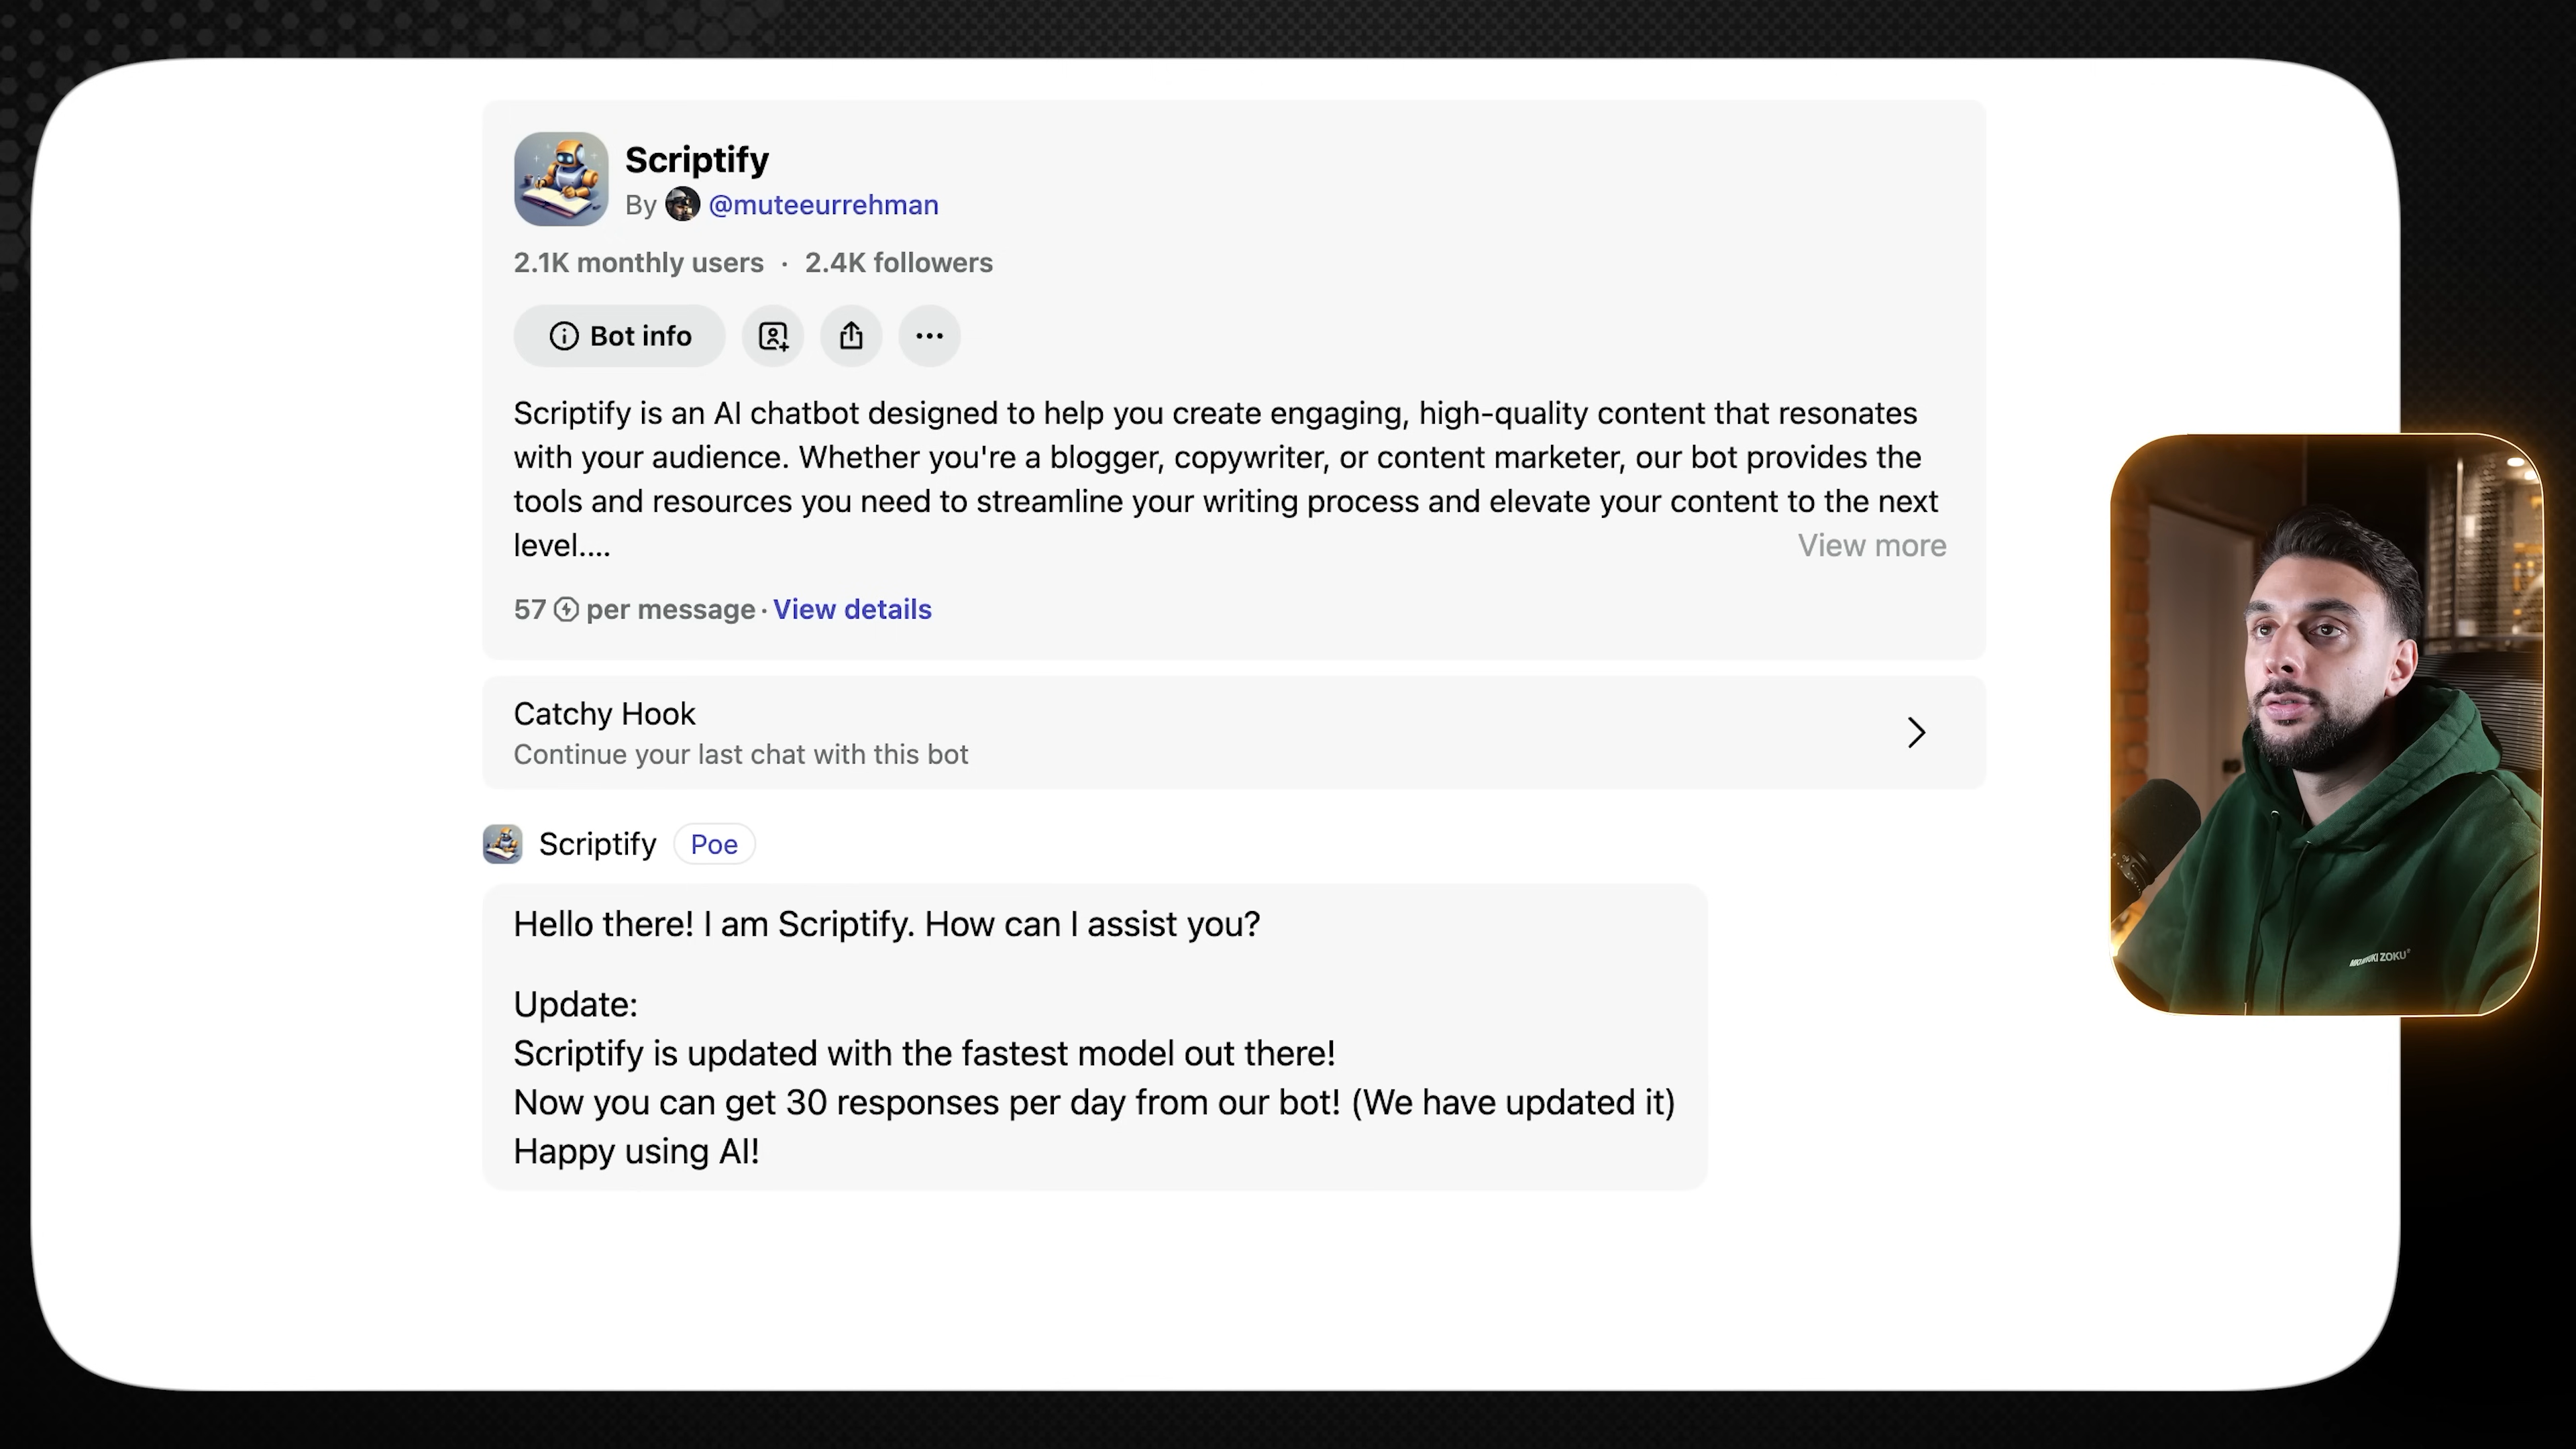 Scriptify
By @muteeurrehman
2.1K monthly users · 2.4K followers
Bot info
Scriptify is an AI chatbot designed to help you create engaging, high-quality content that resonates
with your audience. Whether you're a blogger, copywriter, or content marketer, our bot provides the
tools and resources you need to streamline your writing process and elevate your content to the next
level....
View more
57 per message · View details
Catchy Hook
Continue your last chat with this bot
Scriptify Poe
Hello there! I am Scriptify. How can I assist you?
Update:
Scriptify is updated with the fastest model out there!
Now you can get 30 responses per day from our bot! (We have updated it)
Happy using AI!
ZOKU